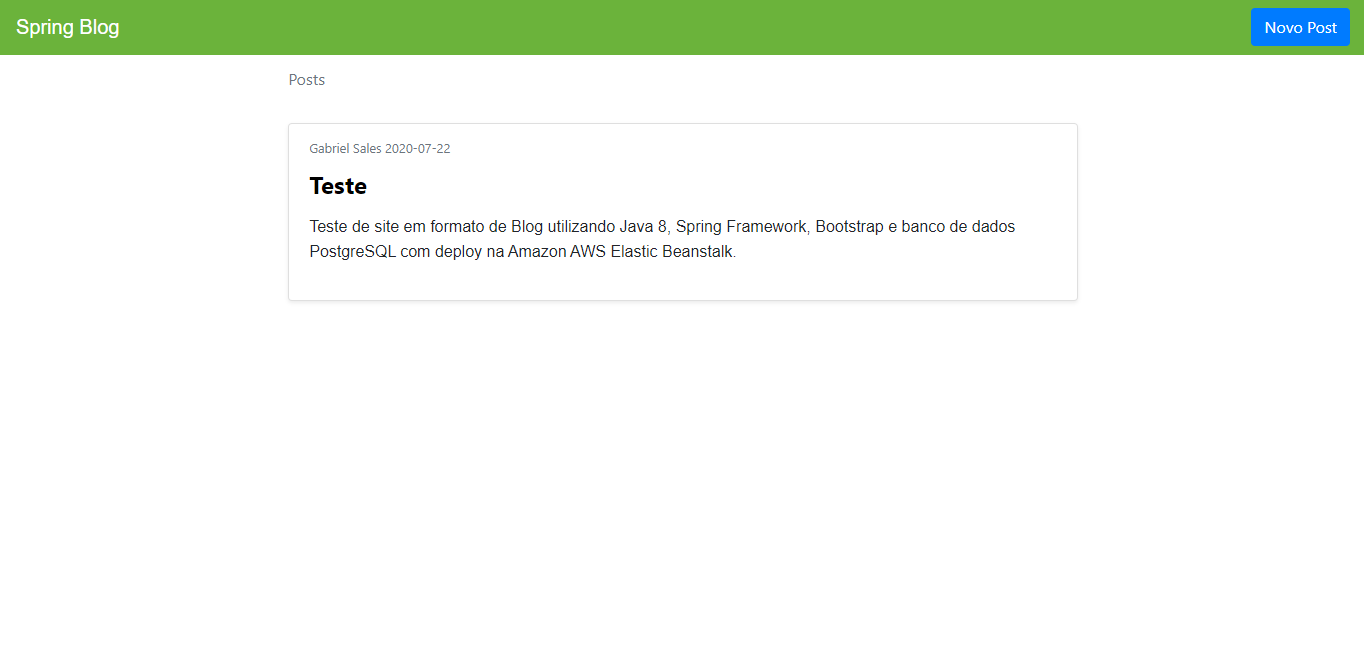 Spring Blog
Novo Post
Posts
Gabriel Sales 2020-07-22
Teste
Teste de site em formato de Blog utilizando Java 8, Spring Framework, Bootstrap e banco de dados
PostgreSQL com deploy na Amazon AWS Elastic Beanstalk.